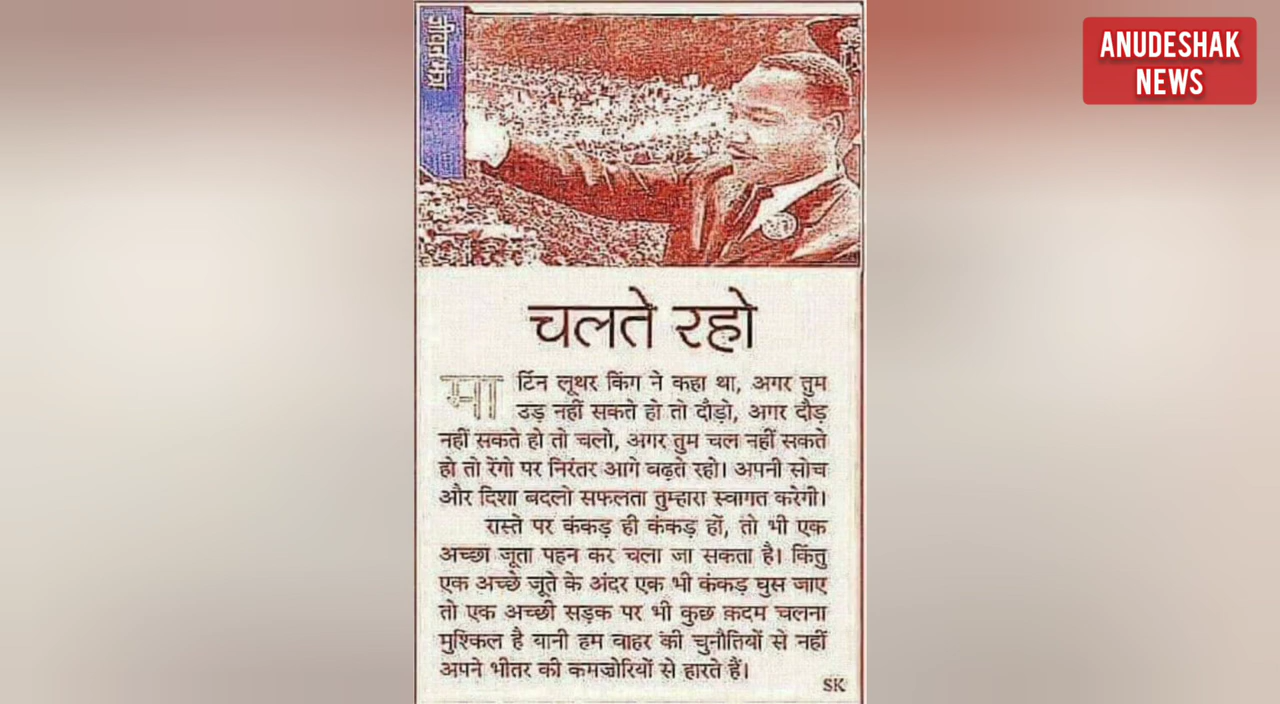 ANUDESHAK
NEWS
जीवन मंत्र
चलते रहो
मार्टिन लूथर किंग ने कहा था, अगर तुम
उड़ नहीं सकते हो तो दौड़ो, अगर दौड़
नहीं सकते हो तो चलो, अगर तुम चल नहीं सकते
हो तो रेंगो पर निरंतर आगे बढ़ते रहो। अपनी सोच
और दिशा बदलो सफलता तुम्हारा स्वागत करेगी।
रास्ते पर कंकड़ ही कंकड़ हों, तो भी एक
अच्छा जूता पहन कर चला जा सकता है। किंतु
एक अच्छे जूते के अंदर एक भी कंकड़ घुस जाए
तो एक अच्छी सड़क पर भी कुछ क़दम चलना
मुश्किल है यानी हम बाहर की चुनौतियों से नहीं
अपने भीतर की कमज़ोरियों से हारते हैं।
SK